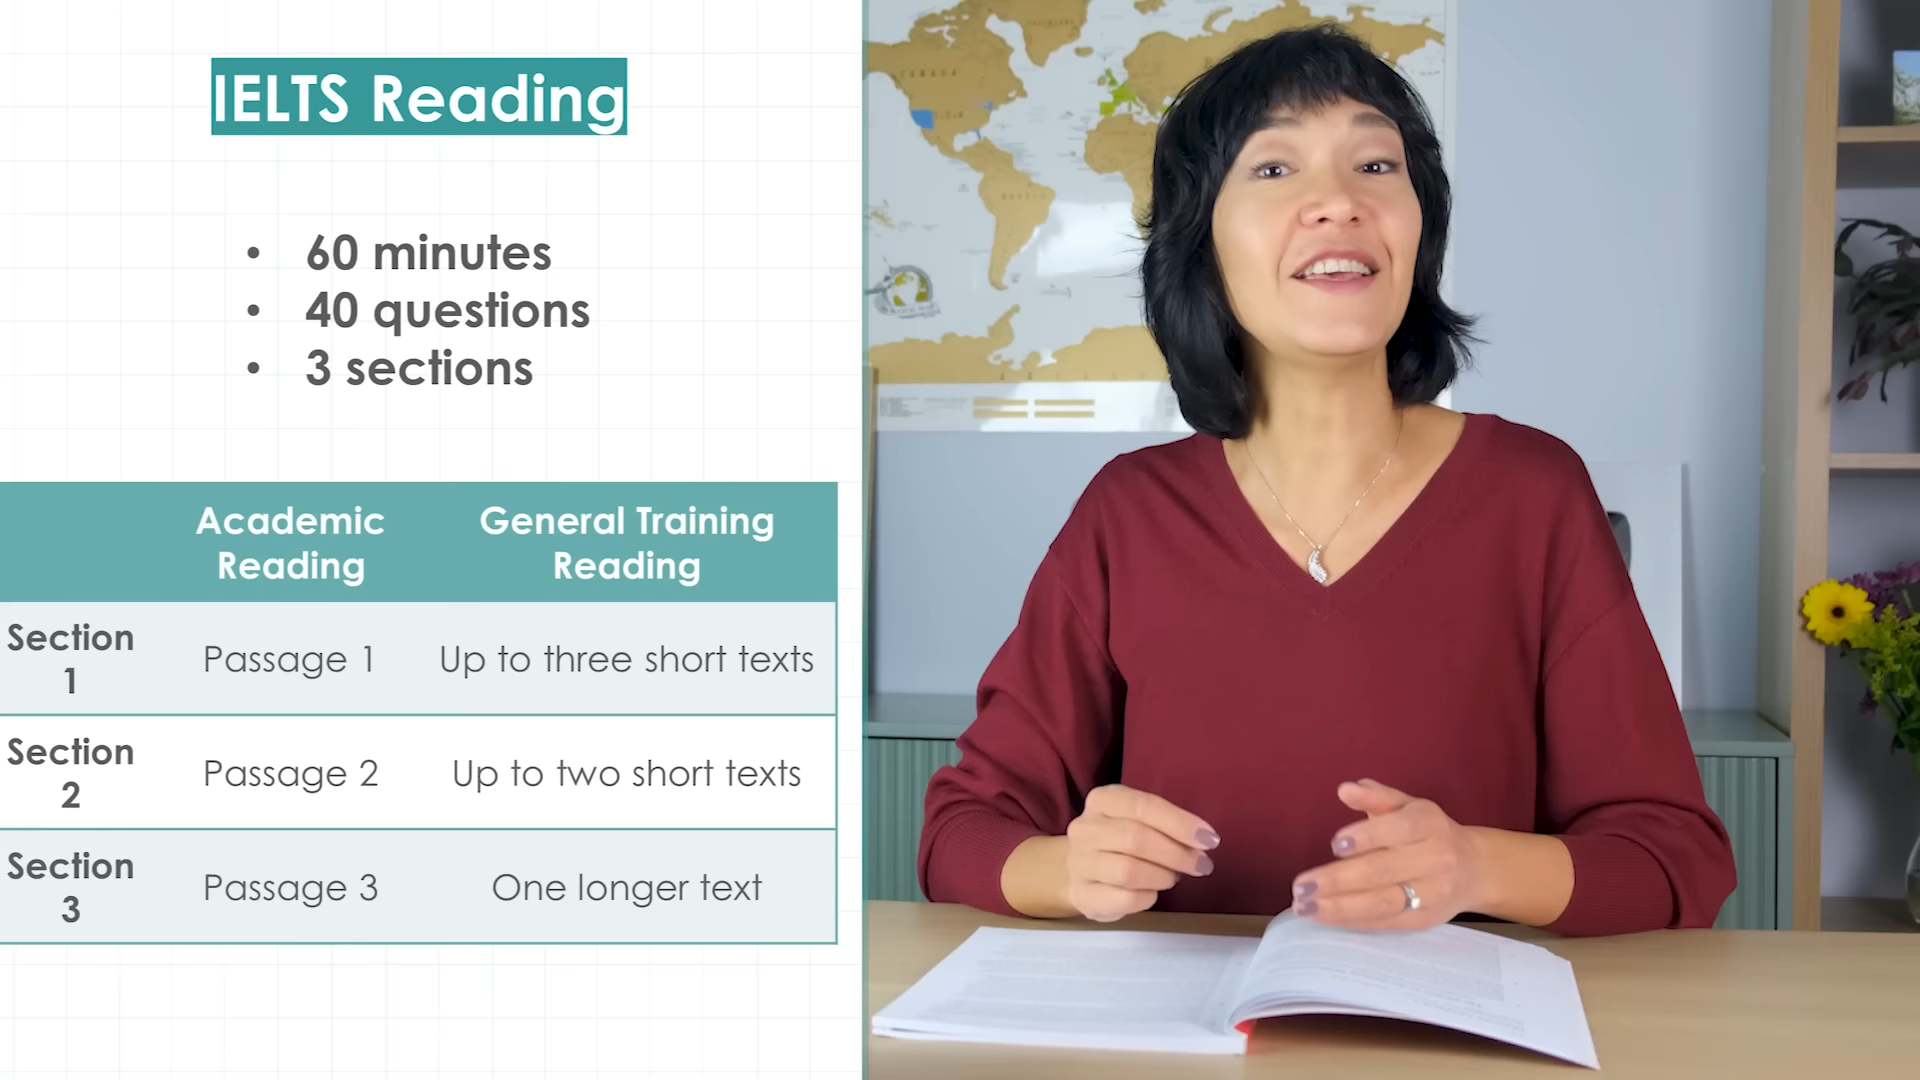 IELTS Reading
• 60 minutes
• 40 questions
• 3 sections
Academic
Reading
General Training
Reading
Section
1
Passage 1
Up to three short texts
Section
2
Passage 2
Up to two short texts
Section
3
Passage 3
One longer text
CANADA
BRAZIL